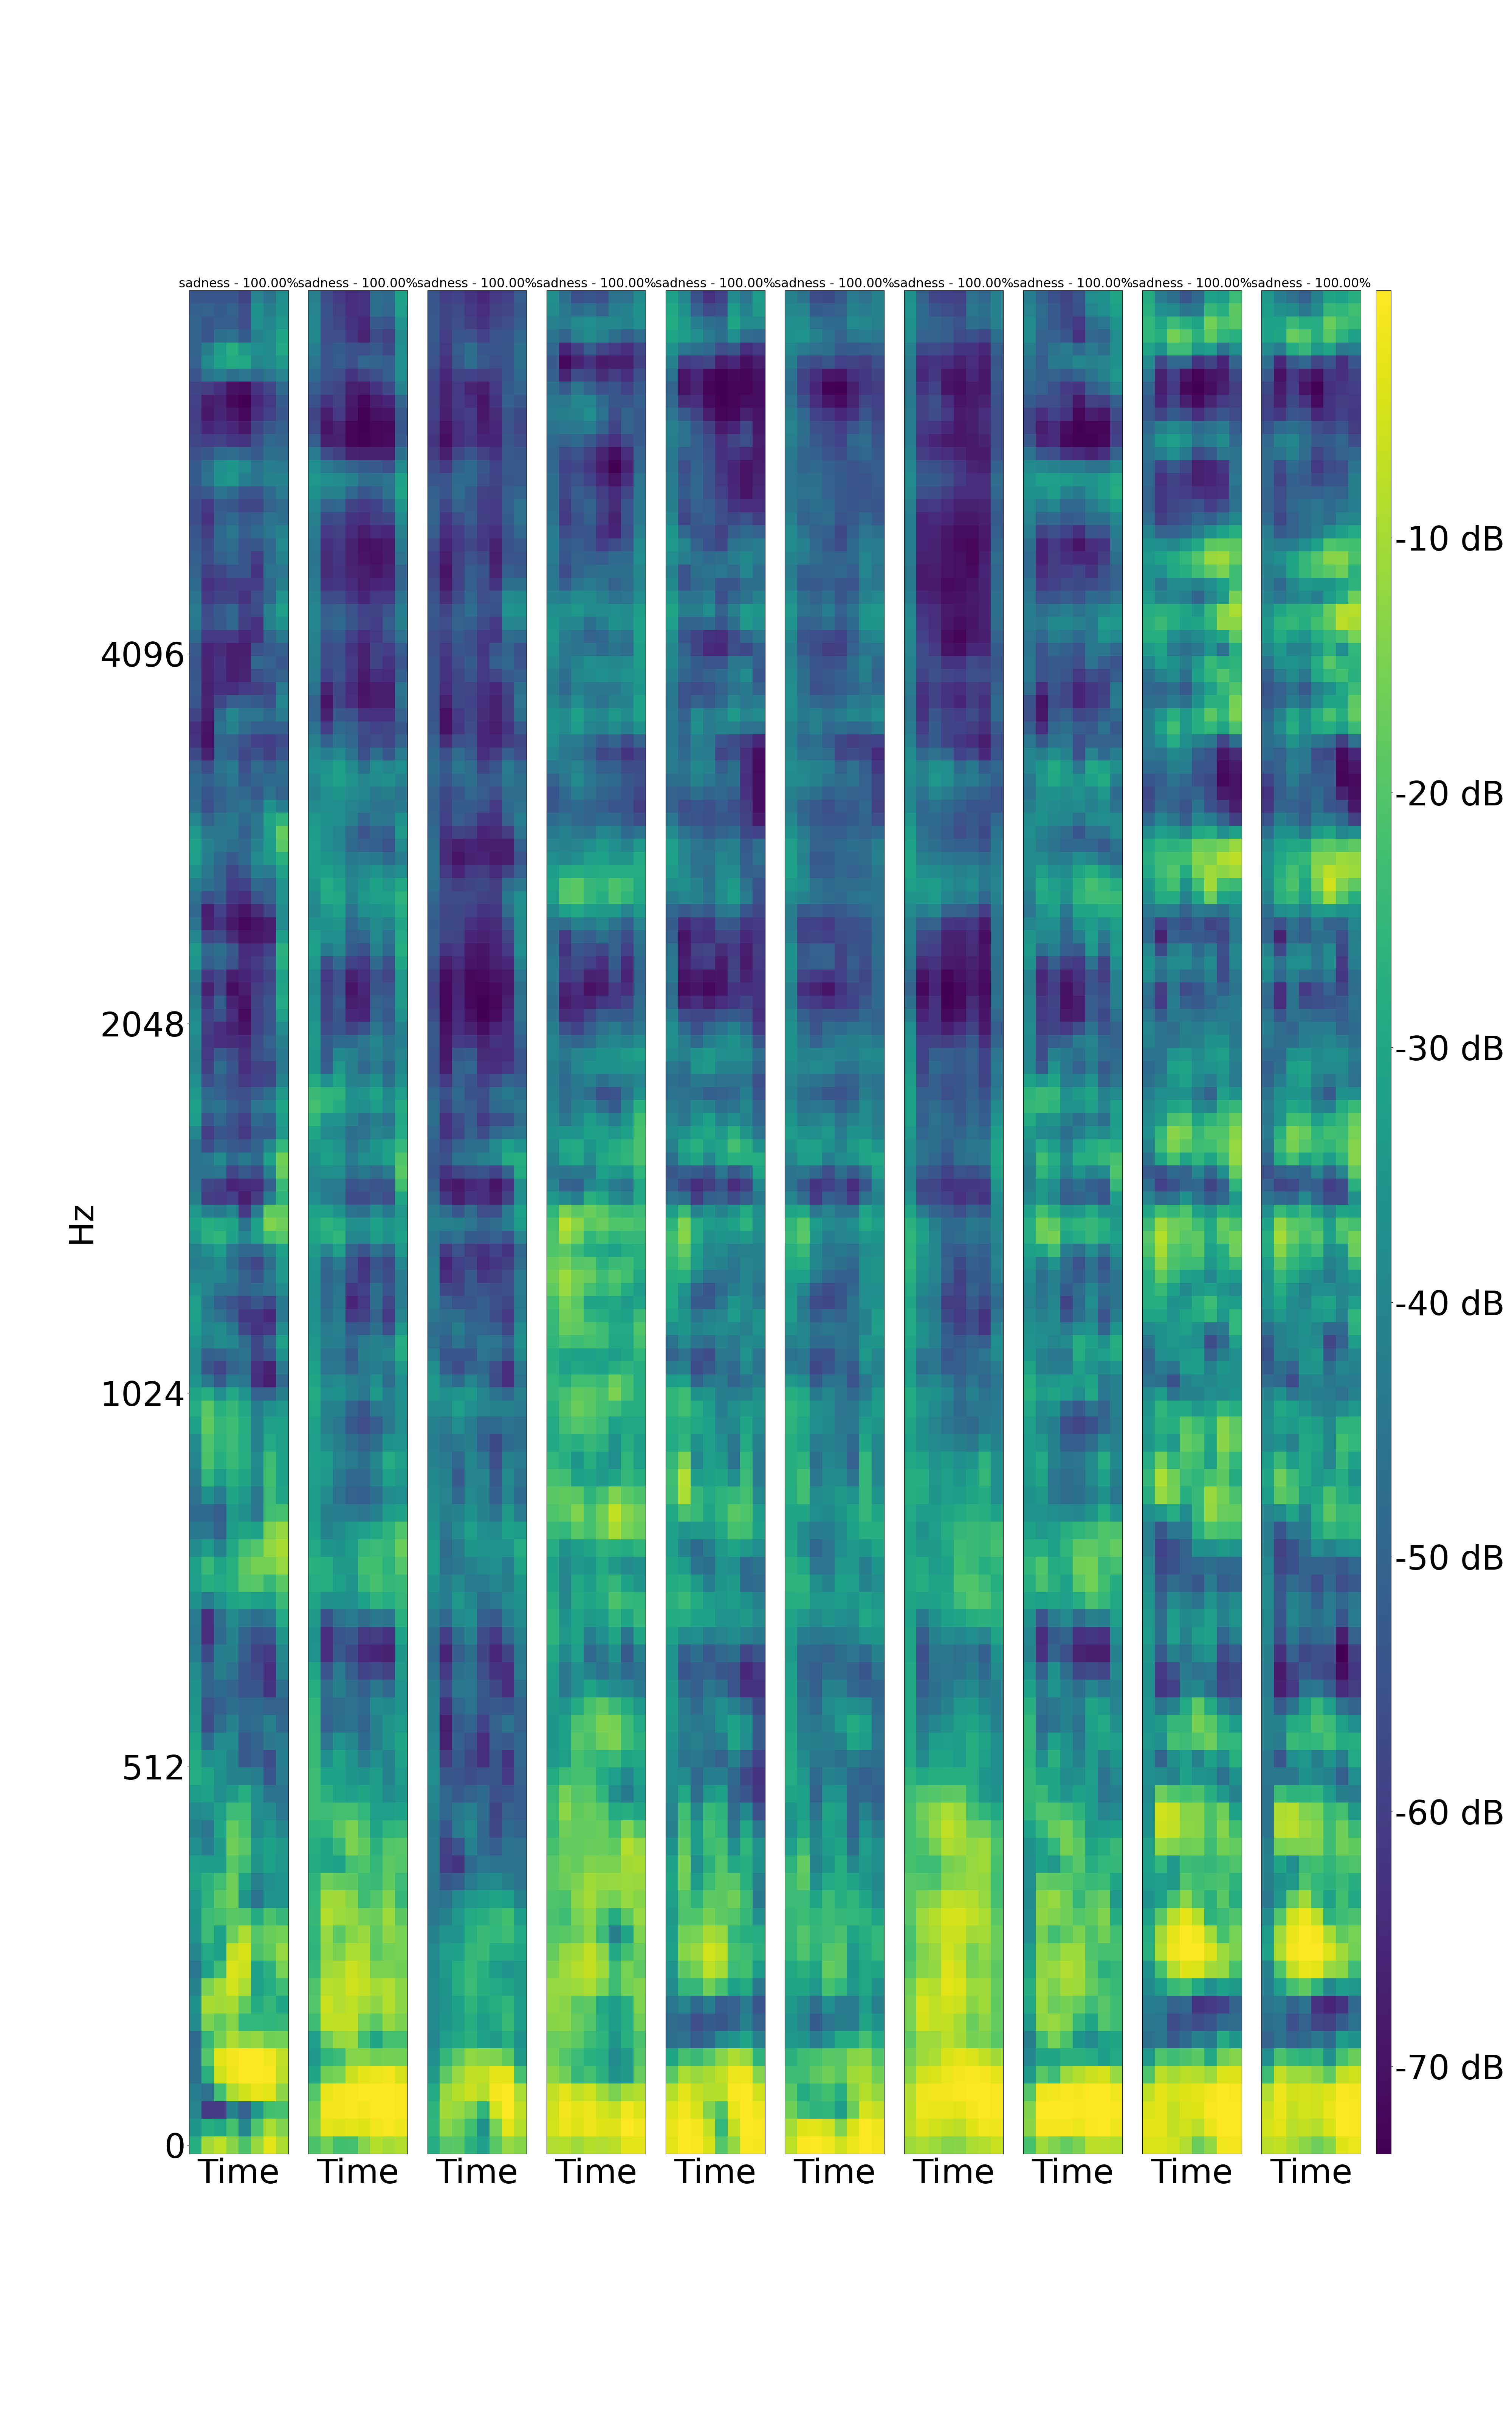 sadness - 100.00% sadness - 100.00% sadness - 100.00% sadness - 100.00% sadness - 100.00% sadness - 100.00% sadness - 100.00% sadness - 100.00% sadness - 100.00% sadness - 100.00%
-10 dB
4096
-20 dB
2048
-30 dB
Hz
-40 dB
1024
-50 dB
512
-60 dB
-70 dB
0
Time Time Time Time Time Time Time Time Time Time